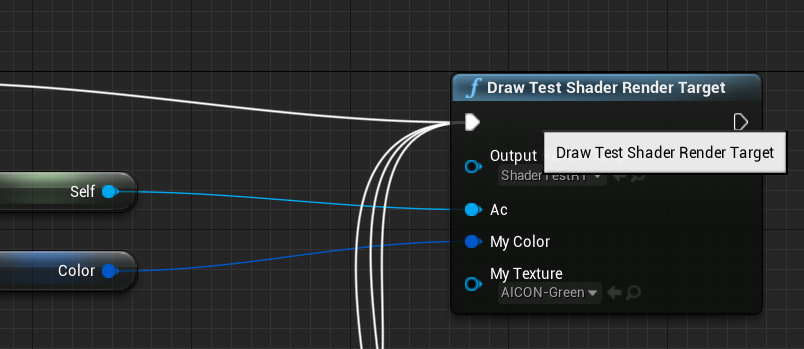 Draw Test Shader Render Target
Output
Draw Test Shader Render Target
ShaderTestRT
Self
Ac
My Color
Color
My Texture
AICON-Green